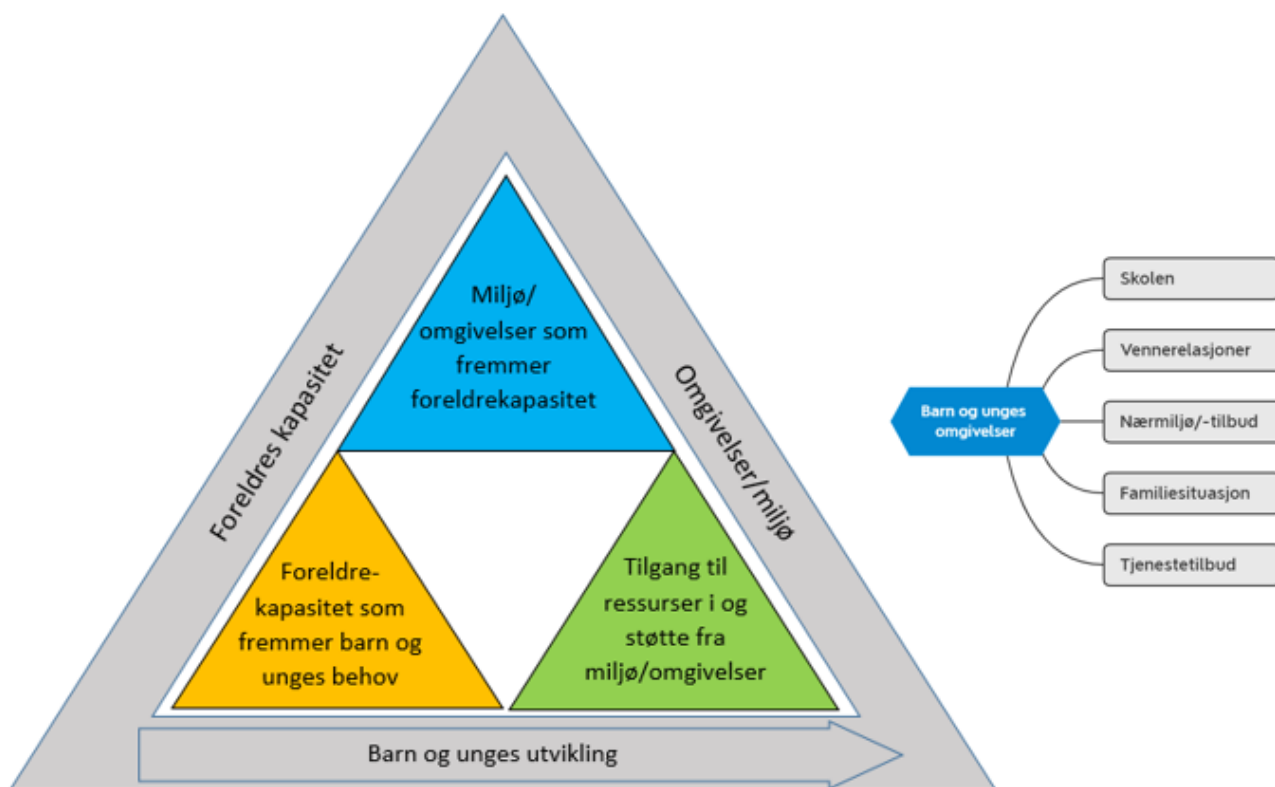 Foreldres kapasitet
Omgivelser/miljø
Miljø/
omgivelser som
fremmer
foreldrekapasitet
Foreldre-
kapasitet som
fremmer barn og
unges behov
Tilgang til
ressurser i og
støtte fra
miljø/omgivelser
Barn og unges utvikling
Barn og unges
omgivelser
Skolen
Vennerelasjoner
Nærmiljø/-tilbud
Familiesituasjon
Tjenestetilbud